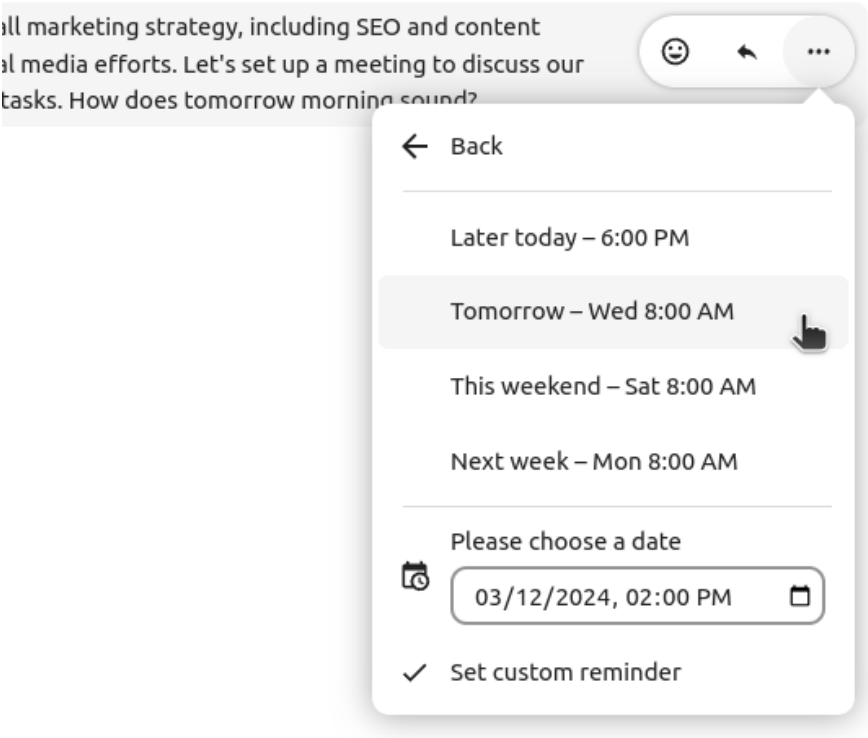 all marketing strategy, including SEO and content
al media efforts. Let's set up a meeting to discuss our
tasks. How does tomorrow morning sound?
Back
Later today – 6:00 PM
Tomorrow – Wed 8:00 AM
This weekend – Sat 8:00 AM
Next week – Mon 8:00 AM
Please choose a date
03/12/2024, 02:00 PM
Set custom reminder